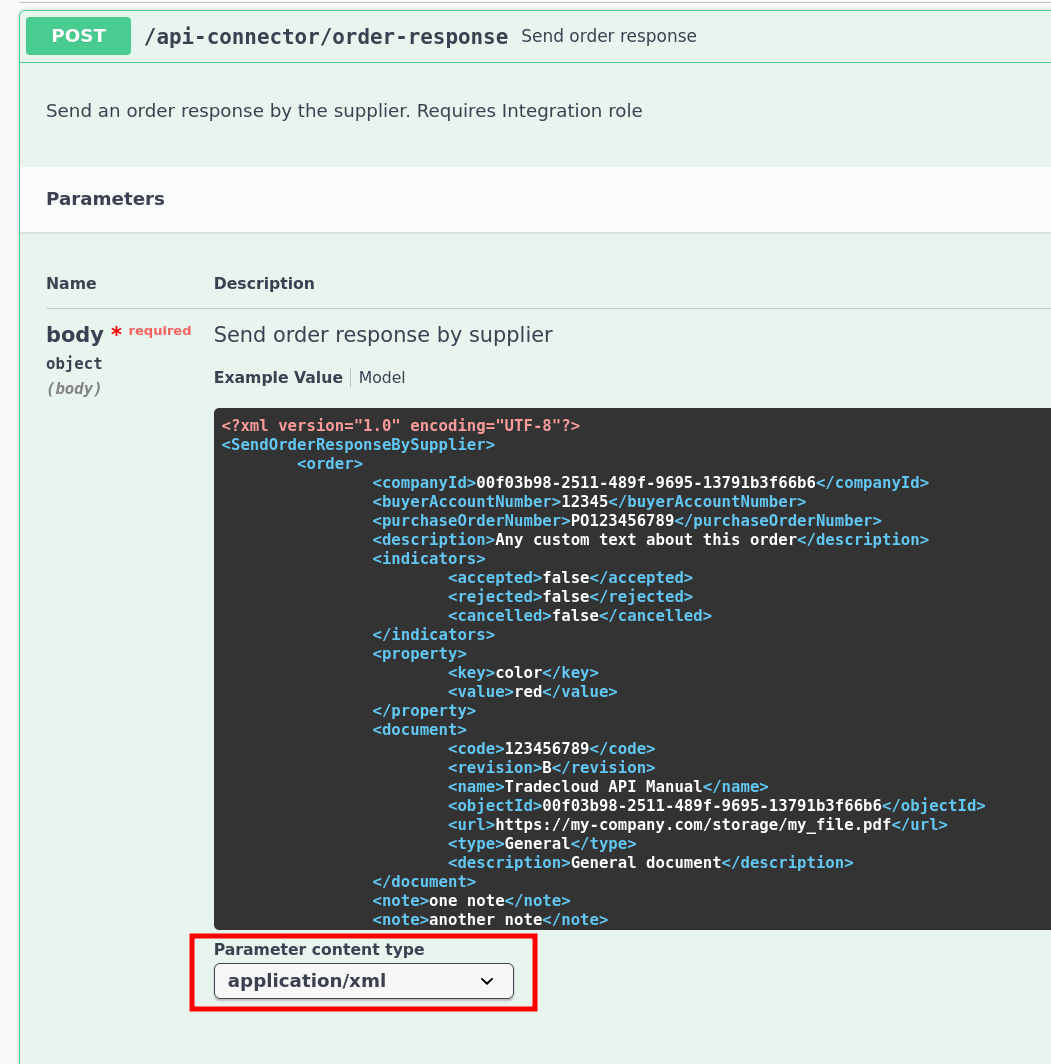 POST /api-connector/order-response Send order response
Send an order response by the supplier. Requires Integration role
Parameters
Name Description
body * required Send order response by supplier
object
(body)
Example Value Model
<?xml version="1.0" encoding="UTF-8"?>
<SendOrderResponseBySupplier>
	<order>
		<companyId>00f03b98-2511-489f-9695-13791b3f66b6</companyId>
		<buyerAccountNumber>12345</buyerAccountNumber>
		<purchaseOrderNumber>PO123456789</purchaseOrderNumber>
		<description>Any custom text about this order</description>
		<indicators>
			<accepted>false</accepted>
			<rejected>false</rejected>
			<cancelled>false</cancelled>
		</indicators>
		<property>
			<key>color</key>
			<value>red</value>
		</property>
		<document>
			<code>123456789</code>
			<revision>B</revision>
			<name>Tradecloud API Manual</name>
			<objectId>00f03b98-2511-489f-9695-13791b3f66b6</objectId>
			<url>https://my-company.com/storage/my_file.pdf</url>
			<type>General</type>
			<description>General document</description>
		</document>
		<note>one note</note>
		<note>another note</note>
Parameter content type
application/xml